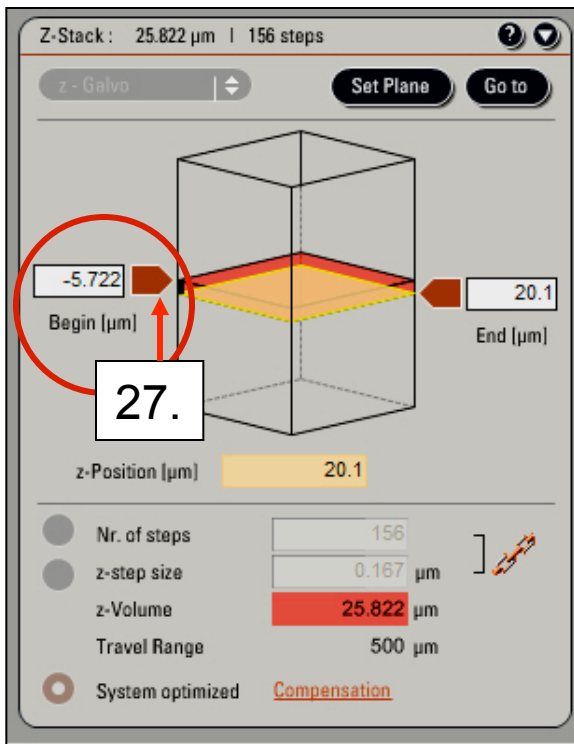 Z-Stack : 25.822 µm | 156 steps ?
z - Galvo Set Plane Go to
-5.722 20.1
Begin [µm] End [µm]
27.
z-Position [µm] 20.1
Nr. of steps 156
z-step size 0.167 µm
z-Volume 25.822 µm
Travel Range 500 µm
System optimized Compensation